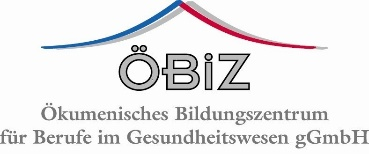 ÖBiZ
Ökumenisches Bildungszentrum
für Berufe im Gesundheitswesen gGmbH